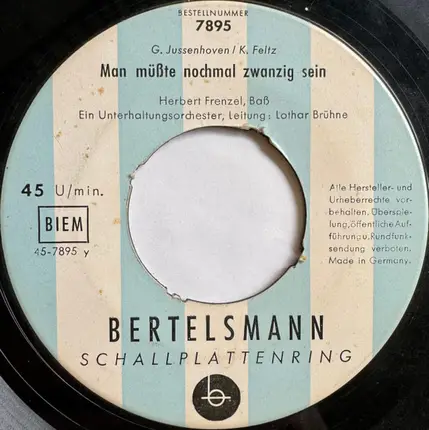 BESTELLNUMMER
7895
G. Jussenhoven / K. Feltz
Man müßte nochmal zwanzig sein
Herbert Frenzel, Baß
Ein Unterhaltungsorchester, Leitung: Lothar Brühne
45 U/min.
BIEM
45-7895 y
Alle Hersteller- und
Urheberrechte vor-
behalten. Überspie-
lung, öffentliche Auf-
führung u. Rundfunk-
sendung verboten.
Made in Germany.
BERTELSMANN
SCHALLPLATTENRING
b